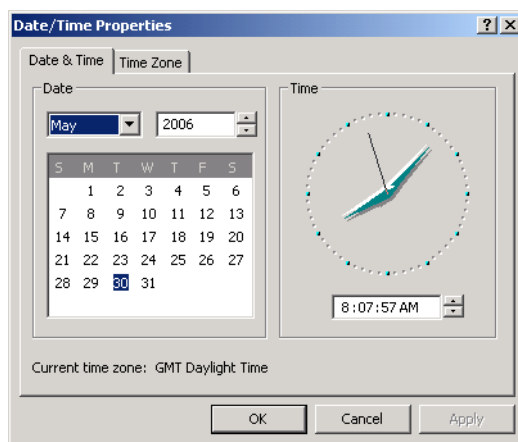 Date/Time Properties
Date & Time Time Zone
Date
Time
May 2006
S M T W T F S
1 2 3 4 5 6
7 8 9 10 11 12 13
14 15 16 17 18 19 20
21 22 23 24 25 26 27
28 29 30 31
8:07:57 AM
Current time zone: GMT Daylight Time
OK Cancel Apply